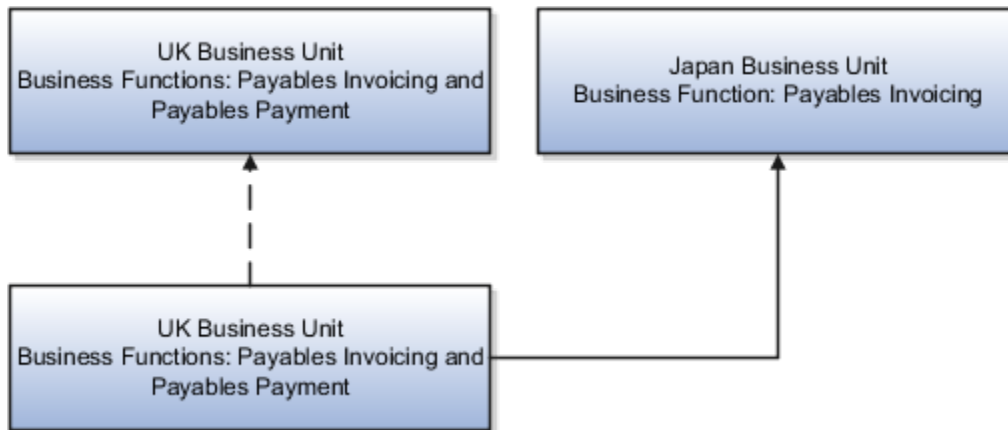 UK Business Unit
Business Functions: Payables Invoicing and
Payables Payment
Japan Business Unit
Business Function: Payables Invoicing
UK Business Unit
Business Functions: Payables Invoicing and
Payables Payment